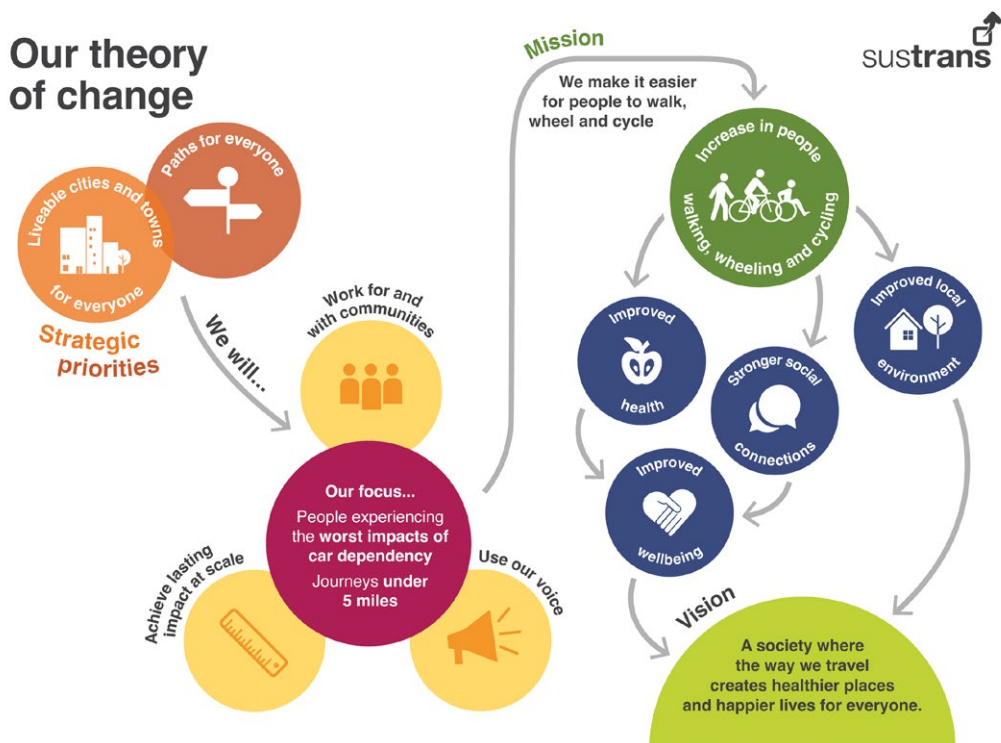 Our theory
of change
sustrans
Liveable cities and towns
for everyone
Paths for everyone
Strategic
priorities
We will...
Work for and
with communities
Our focus...
People experiencing
the worst impacts of
car dependency
Journeys under
5 miles
Achieve lasting
impact at scale
Use our voice
Mission
We make it easier
for people to walk,
wheel and cycle
Increase in people
walking, wheeling and cycling
Improved
health
Stronger social
connections
Improved local
environment
Improved
wellbeing
Vision
A society where
the way we travel
creates healthier places
and happier lives for everyone.